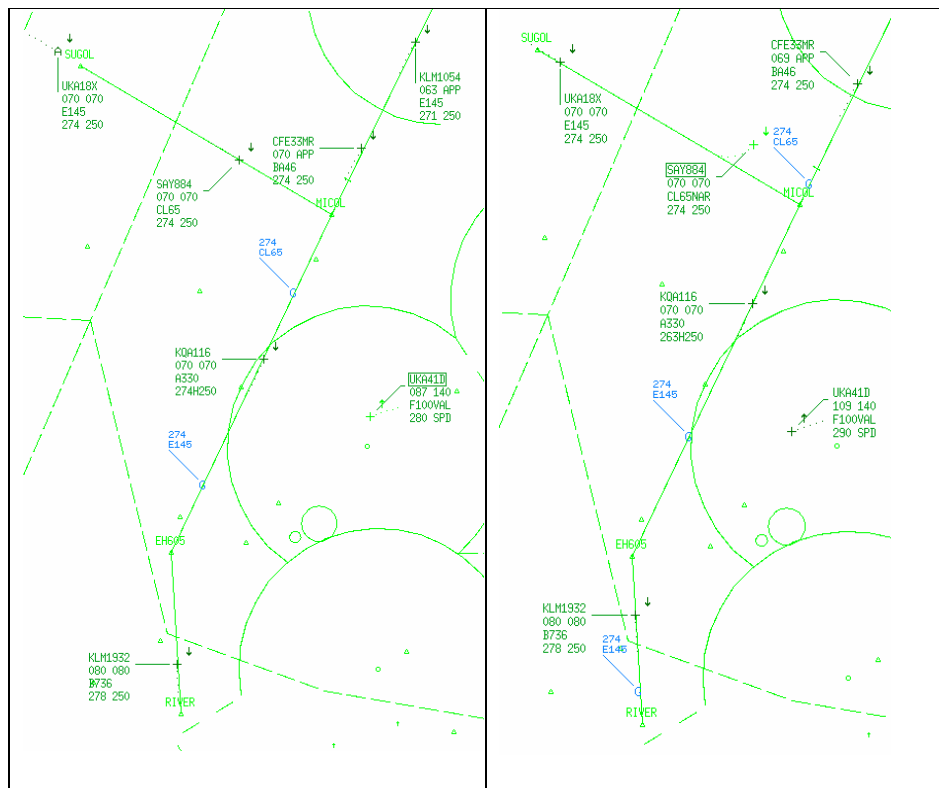 SUGOL
UKA18X
070 070
E145
274 250
KLM1054
063 APP
E145
271 250
CFE33MR
070 APP
BA46
274 250
SAY884
070 070
CL65
274 250
MICOL
274
CL65
G
KQA116
070 070
A330
274H250
UKA41D
087 140
F100VAL
280 SPD
274
E145
G
EH605
KLM1932
080 080
B736
278 250
RIVER
SUGOL
UKA18X
070 070
E145
274 250
CFE33MR
069 APP
BA46
274 250
274
CL65
G
SAY884
070 070
CL65NAR
274 250
MICOL
KQA116
070 070
A330
263H250
274
E145
G
UKA41D
109 140
F100VAL
290 SPD
EH605
KLM1932
080 080
B736
278 250
274
E145
G
RIVER